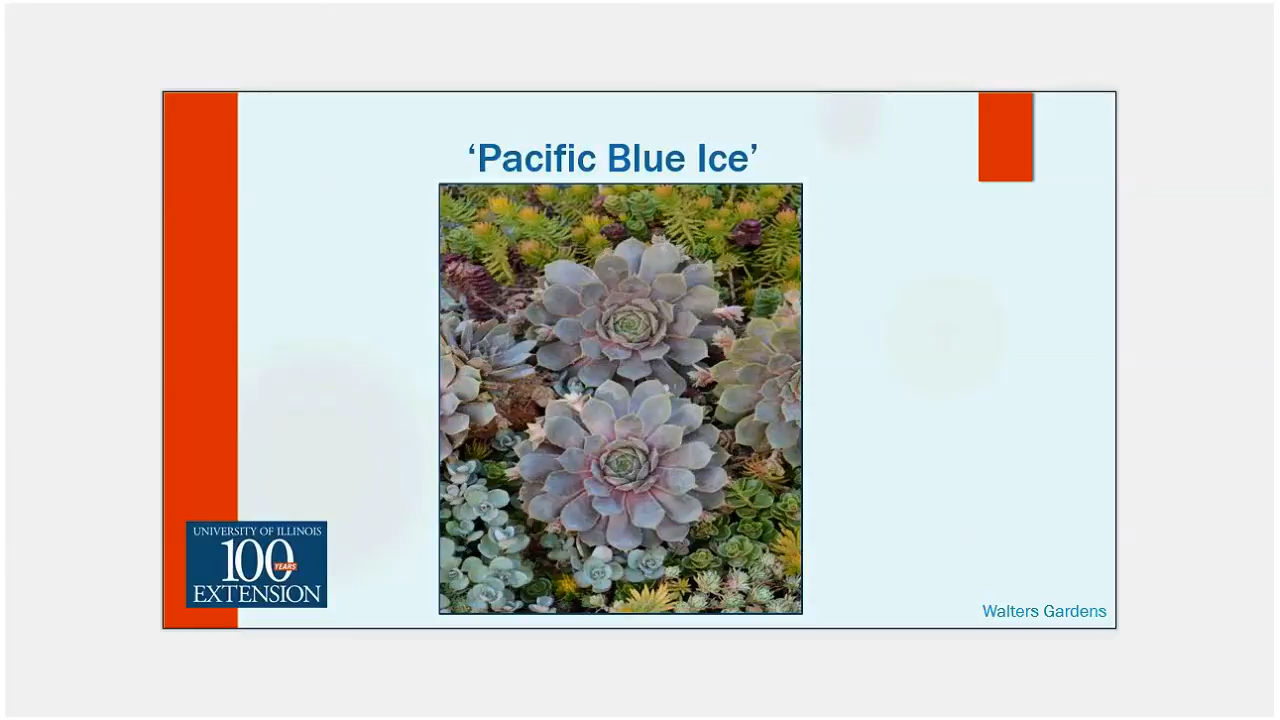 ‘Pacific Blue Ice’
UNIVERSITY OF ILLINOIS
100
YEARS
EXTENSION
Walters Gardens